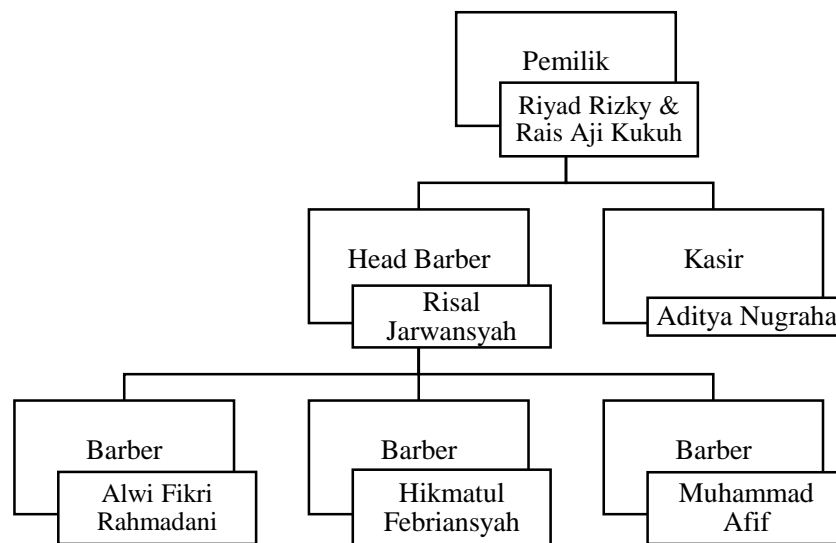 Pemilik
Riyad Rizky &
Rais Aji Kukuh
Head Barber
Risal
Jarwansyah
Kasir
Aditya Nugraha
Barber
Alwi Fikri
Rahmadani
Barber
Hikmatul
Febriansyah
Barber
Muhammad
Afif